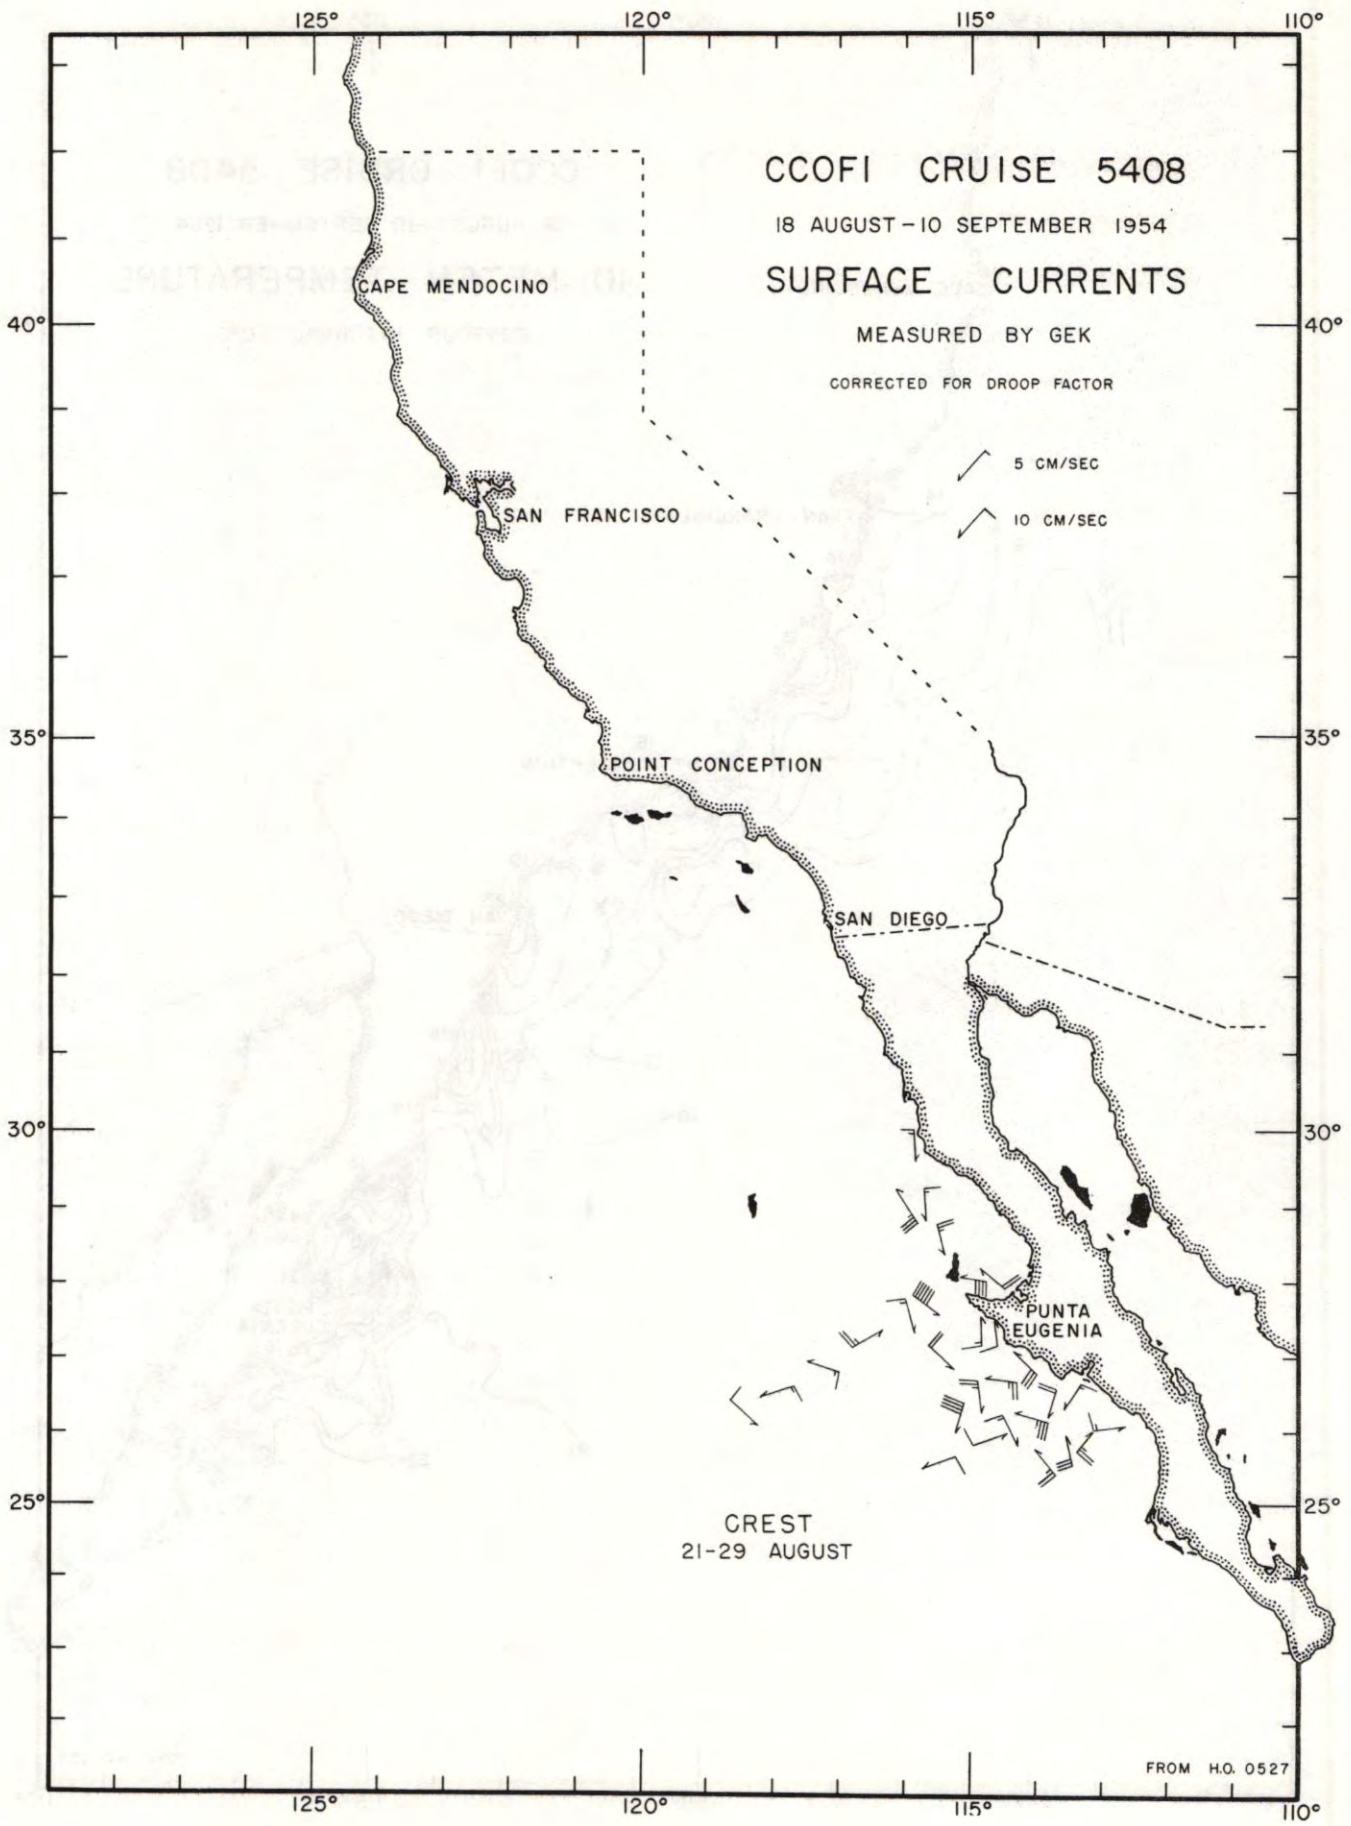 125° 120° 115° 110°
CCOFI CRUISE 5408
18 AUGUST-10 SEPTEMBER 1954
SURFACE CURRENTS
MEASURED BY GEK
CORRECTED FOR DROOP FACTOR
5 CM/SEC
10 CM/SEC
CAPE MENDOCINO
40° 40°
SAN FRANCISCO
35° 35°
POINT CONCEPTION
SAN DIEGO
30° 30°
PUNTA
EUGENIA
25° 25°
CREST
21-29 AUGUST
FROM H.O. 0527
125° 120° 115° 110°